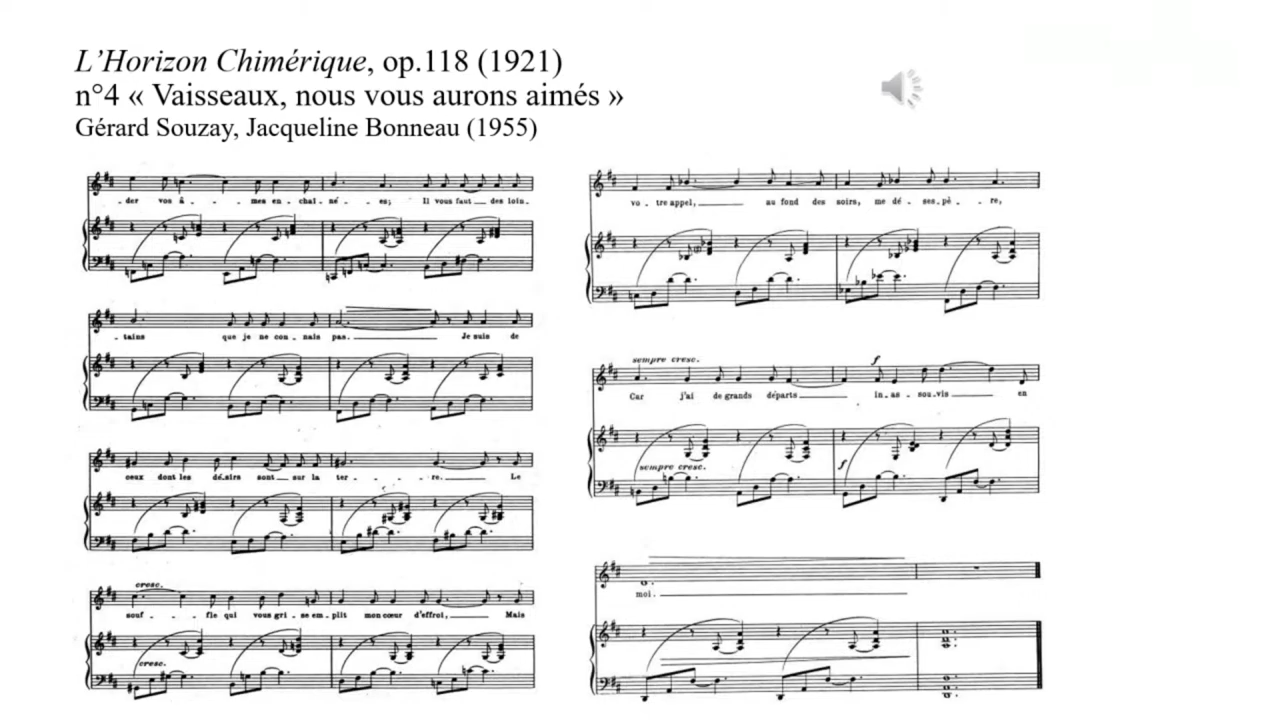 L’Horizon Chimérique, op.118 (1921)
n°4 « Vaisseaux, nous vous aurons aimés »
Gérard Souzay, Jacqueline Bonneau (1955)
- der vos â - mes en - chaî - né - es; Il vous faut des loin-
- tains que je ne con - nais pas. Je suis de
ceux dont les dé.sirs sont sur la ter - re. Le
cresc.
souf - fle qui vous gri - se em - plit mon cœur d'effroi, Mais
cresc.
vo - tre appel, au fond des soirs, me dé - ses - pè - re,
sempre cresc. f
Car j'ai de grands départs in - as - sou - vis en
sempre cresc. f
moi.